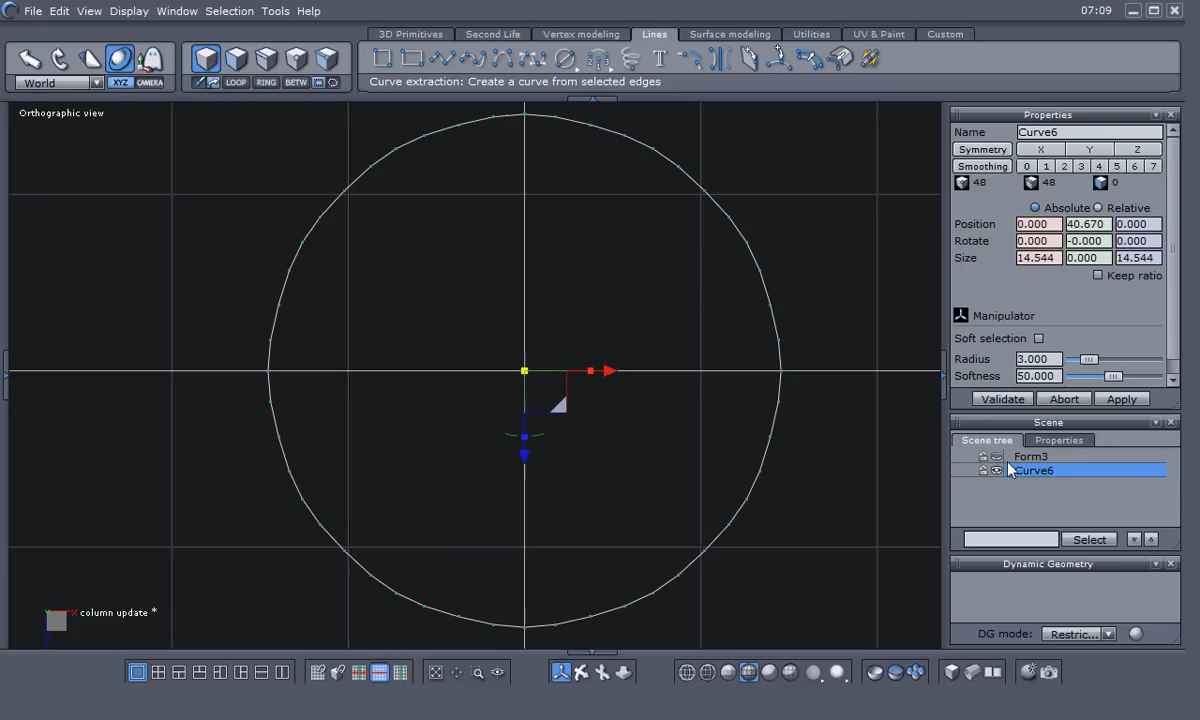 File Edit View Display Window Selection Tools Help
07:09
3D Primitives Second Life Vertex modeling Lines Surface modeling Utilities UV & Paint Custom
World XYZ CAMERA
LOOP RING BETW
Curve extraction: Create a curve from selected edges
Orthographic view
Properties
Name Curve6
Symmetry X Y Z
Smoothing 0 1 2 3 4 5 6 7
48 48 0
Absolute Relative
Position 0.000 40.670 0.000
Rotate 0.000 -0.000 0.000
Size 14.544 0.000 14.544
Keep ratio
Manipulator
Soft selection
Radius 3.000
Softness 50.000
Validate Abort Apply
Scene
Scene tree Properties
Form3
Curve6
Select
Dynamic Geometry
DG mode: Restric...
X column update *